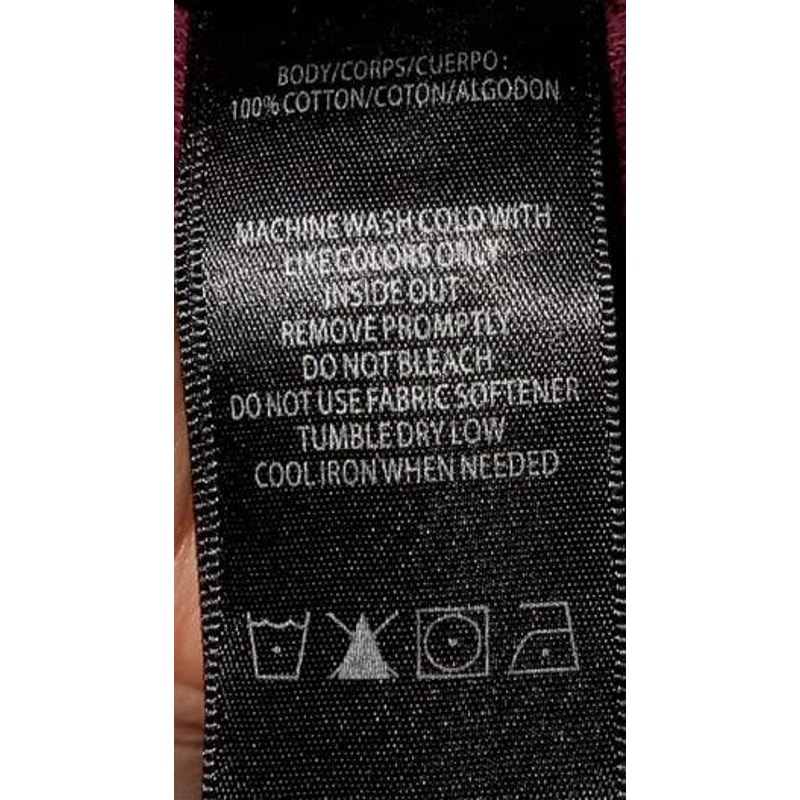 BODY/CORPS/CUERPO:
100% COTTON/COTON/ALGODON
MACHINE WASH COLD WITH
LIKE COLORS ONLY
INSIDE OUT
REMOVE PROMPTLY
DO NOT BLEACH
DO NOT USE FABRIC SOFTENER
TUMBLE DRY LOW
COOL IRON WHEN NEEDED